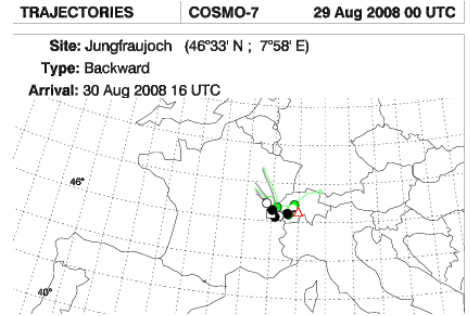 TRAJECTORIES COSMO-7 29 Aug 2008 00 UTC
Site: Jungfraujoch (46°33' N ; 7°58' E)
Type: Backward
Arrival: 30 Aug 2008 16 UTC
46°
40°